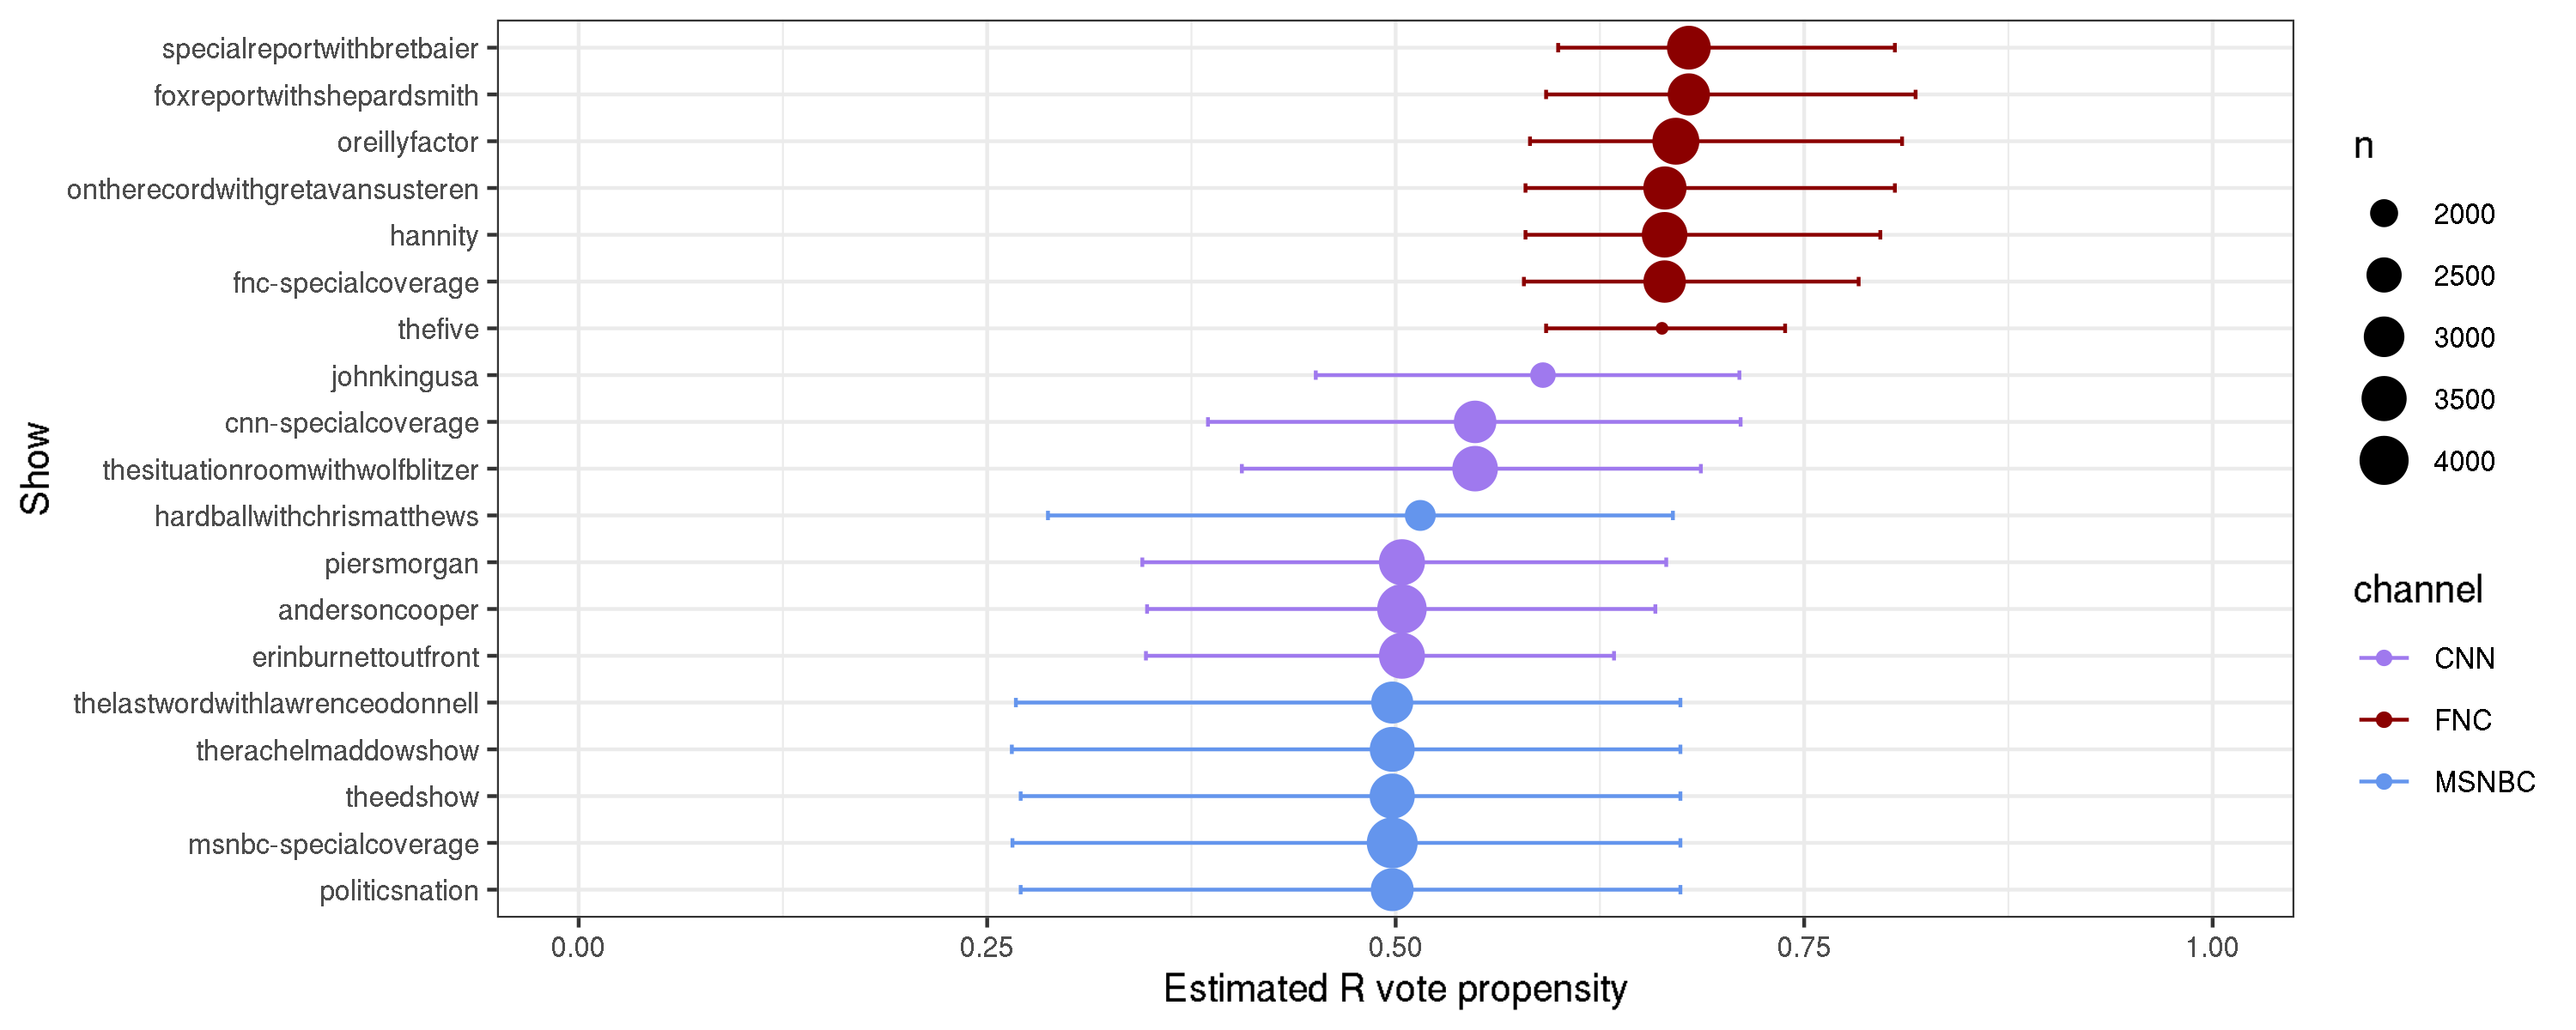 Show
specialreportwithbretbaier
foxreportwithshepardsmith
oreillyfactor
ontherecordwithgretavansusteren
hannity
fnc-specialcoverage
thefive
johnkingusa
cnn-specialcoverage
thesituationroomwithwolfblitzer
hardballwithchrismatthews
piersmorgan
andersoncooper
erinburnettoutfront
thelastwordwithlawrenceodonnell
therachelmaddowshow
theedshow
msnbc-specialcoverage
politicsnation
0.00 0.25 0.50 0.75 1.00
Estimated R vote propensity
n
2000
2500
3000
3500
4000
channel
CNN
FNC
MSNBC